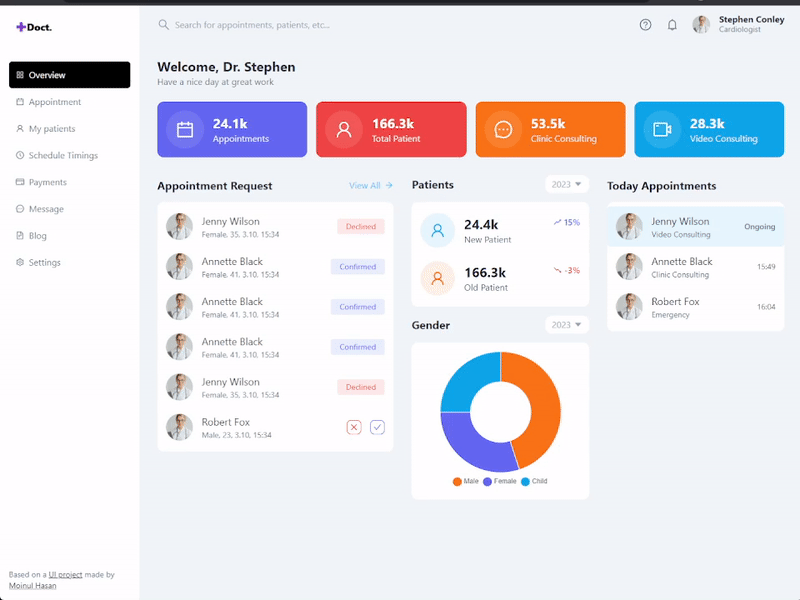 Doct.
Search for appointments, patients, etc...
Stephen Conley
Cardiologist
Overview
Appointment
My patients
Schedule Timings
Payments
Message
Blog
Settings
Based on a UI project made by
Moinul Hasan
Welcome, Dr. Stephen
Have a nice day at great work
24.1k
Appointments
166.3k
Total Patient
53.5k
Clinic Consulting
28.3k
Video Consulting
Appointment Request
View All
Jenny Wilson
Female, 35, 3.10, 15:34
Declined
Annette Black
Female, 41, 3.10, 15:34
Confirmed
Annette Black
Female, 41, 3.10, 15:34
Confirmed
Annette Black
Female, 41, 3.10, 15:34
Confirmed
Jenny Wilson
Female, 35, 3.10, 15:34
Declined
Robert Fox
Male, 23, 3.10, 15:34
Patients
2023
24.4k
15%
New Patient
166.3k
-3%
Old Patient
Gender
2023
Male Female Child
Today Appointments
Jenny Wilson
Video Consulting
Ongoing
Annette Black
Clinic Consulting
15:49
Robert Fox
Emergency
16:04